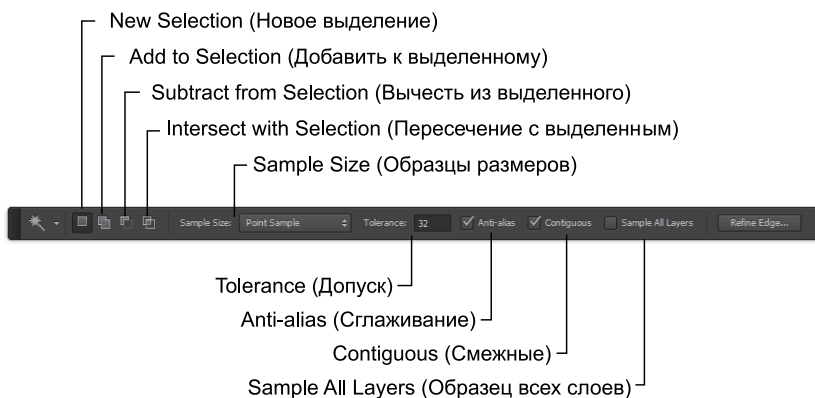 New Selection (Новое выделение)
Add to Selection (Добавить к выделенному)
Subtract from Selection (Вычесть из выделенного)
Intersect with Selection (Пересечение с выделенным)
Sample Size (Образцы размеров)
Sample Size: Point Sample Tolerance: 32 Anti-alias Contiguous Sample All Layers Refine Edge...
Tolerance (Допуск)
Anti-alias (Сглаживание)
Contiguous (Смежные)
Sample All Layers (Образец всех слоев)